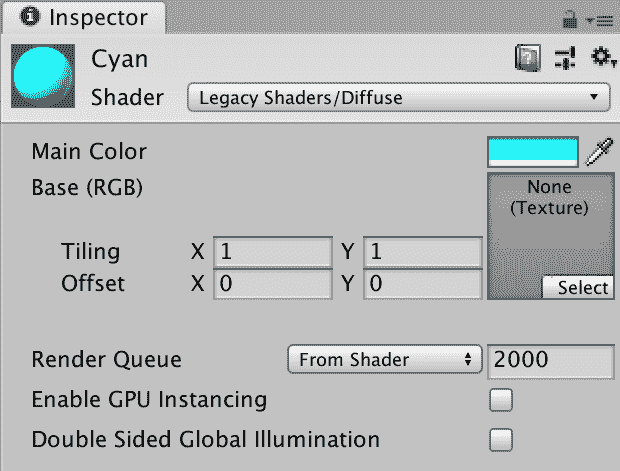 Inspector
Cyan
Shader Legacy Shaders/Diffuse
Main Color
Base (RGB) None
(Texture)
Tiling X 1 Y 1
Offset X 0 Y 0 Select
Render Queue From Shader 2000
Enable GPU Instancing
Double Sided Global Illumination